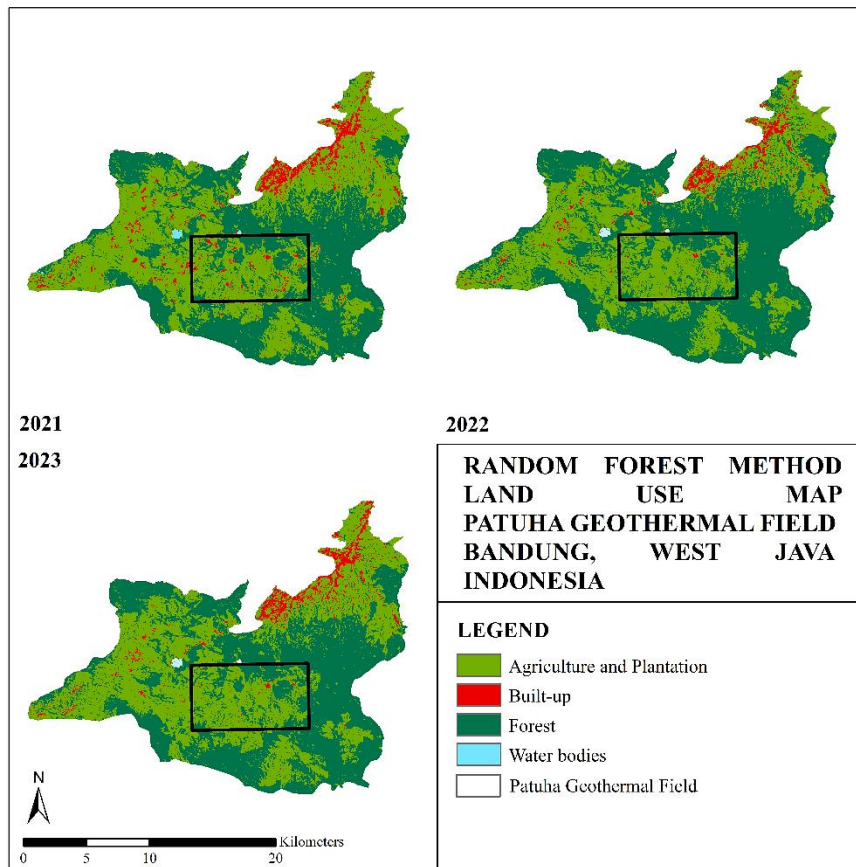 2021
2022
2023
RANDOM FOREST METHOD
LAND USE MAP
PATUHA GEOTHERMAL FIELD
BANDUNG, WEST JAVA
INDONESIA
LEGEND
Agriculture and Plantation
Built-up
Forest
Water bodies
Patuha Geothermal Field
N
Kilometers
0 5 10 20